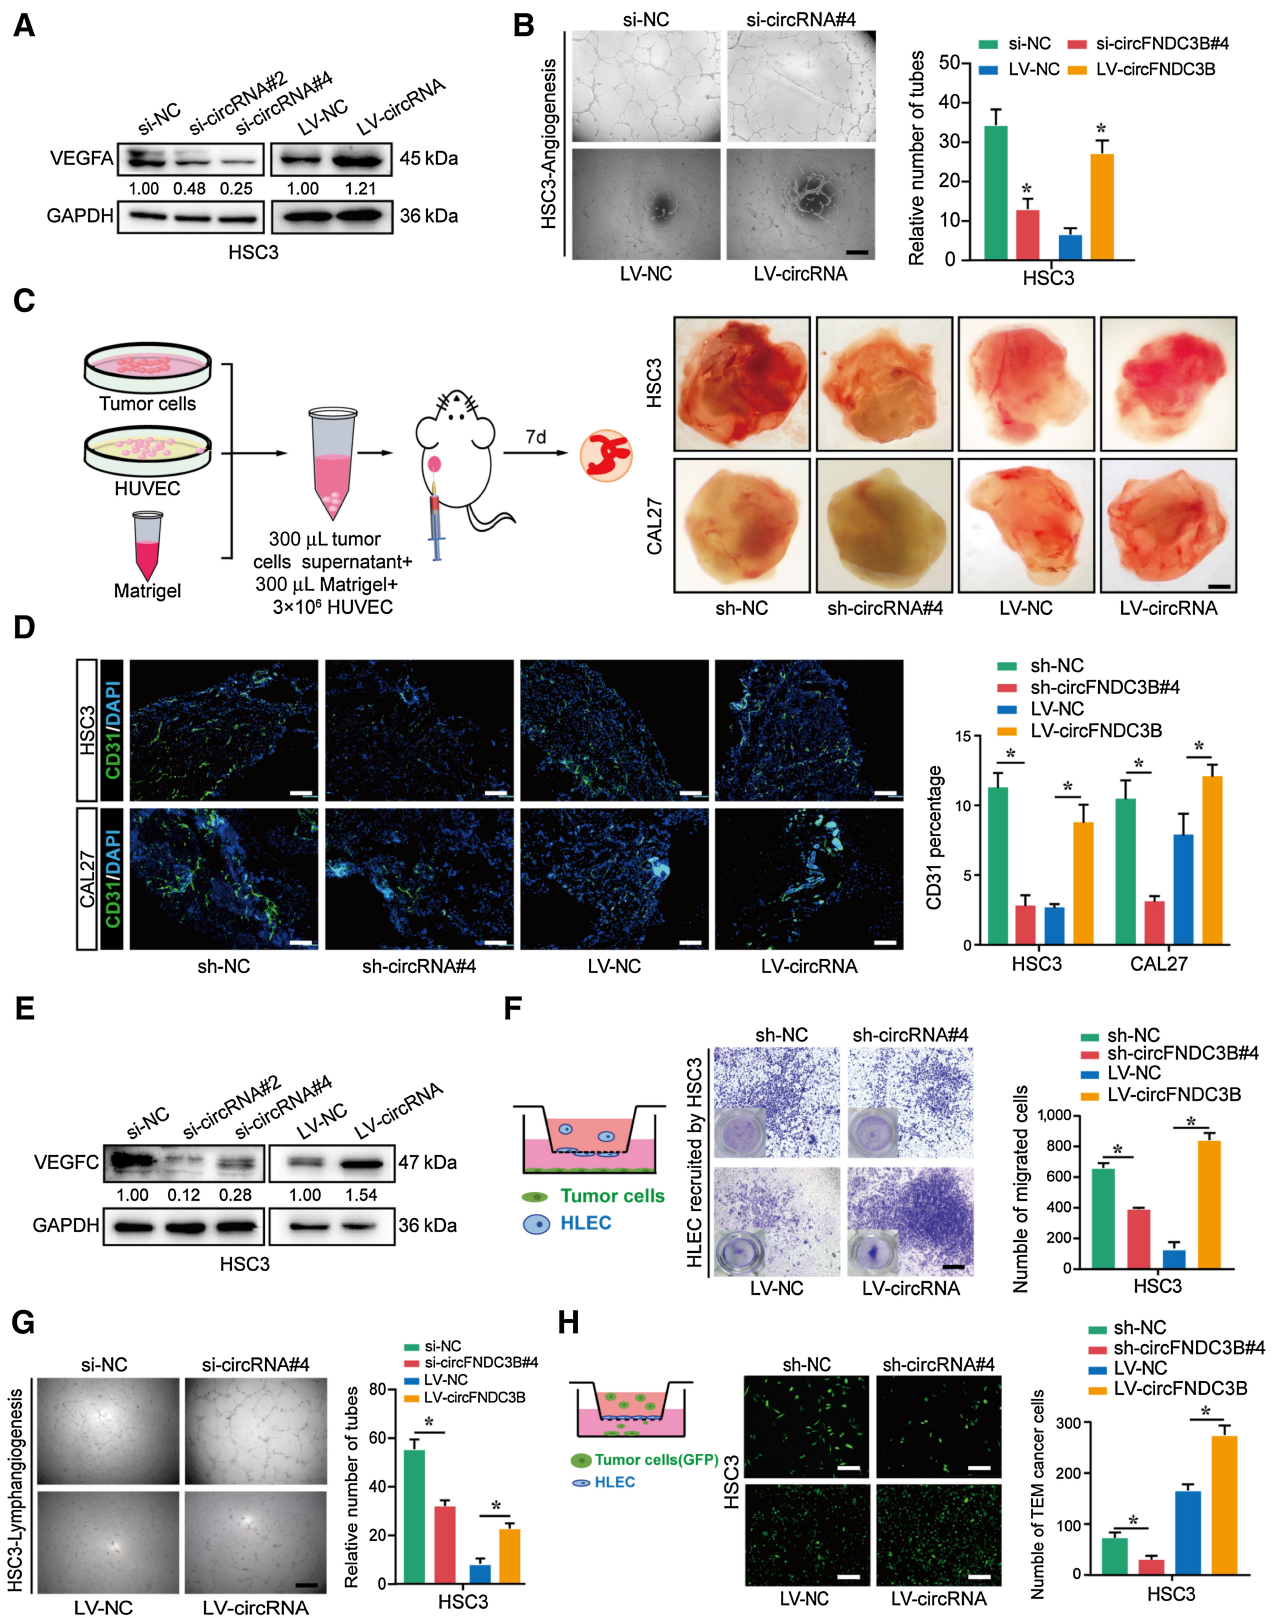 A
si-NC
si-circRNA#2
si-circRNA#4
LV-NC
LV-circRNA
VEGFA
45 kDa
1.00 0.48 0.25 1.00 1.21
GAPDH
36 kDa
HSC3
B
si-NC
si-circRNA#4
HSC3-Angiogenesis
LV-NC
LV-circRNA
si-NC
si-circFNDC3B#4
LV-NC
LV-circFNDC3B
Relative number of tubes
50
40
30
20
10
0
*
*
HSC3
C
Tumor cells
HUVEC
Matrigel
300 μL tumor
cells supernatant+
300 μL Matrigel+
3×10⁶ HUVEC
7d
HSC3
CAL27
sh-NC
sh-circRNA#4
LV-NC
LV-circRNA
D
HSC3
CD31/DAPI
CAL27
CD31/DAPI
sh-NC
sh-circRNA#4
LV-NC
LV-circRNA
sh-NC
sh-circFNDC3B#4
LV-NC
LV-circFNDC3B
CD31 percentage
15
10
5
0
*
*
*
*
HSC3
CAL27
E
si-NC
si-circRNA#2
si-circRNA#4
LV-NC
LV-circRNA
VEGFC
47 kDa
1.00 0.12 0.28 1.00 1.54
GAPDH
36 kDa
HSC3
F
Tumor cells
HLEC
sh-NC
sh-circRNA#4
HLEC recruited by HSC3
LV-NC
LV-circRNA
sh-NC
sh-circFNDC3B#4
LV-NC
LV-circFNDC3B
Numble of migrated cells
1,000
800
600
400
200
0
*
*
HSC3
G
si-NC
si-circRNA#4
HSC3-Lymphangiogenesis
LV-NC
LV-circRNA
si-NC
si-circFNDC3B#4
LV-NC
LV-circFNDC3B
Relative number of tubes
80
60
40
20
0
*
*
HSC3
H
Tumor cells(GFP)
HLEC
sh-NC
sh-circRNA#4
HSC3
LV-NC
LV-circRNA
sh-NC
sh-circFNDC3B#4
LV-NC
LV-circFNDC3B
Numble of TEM cancer cells
300
200
100
0
*
*
HSC3